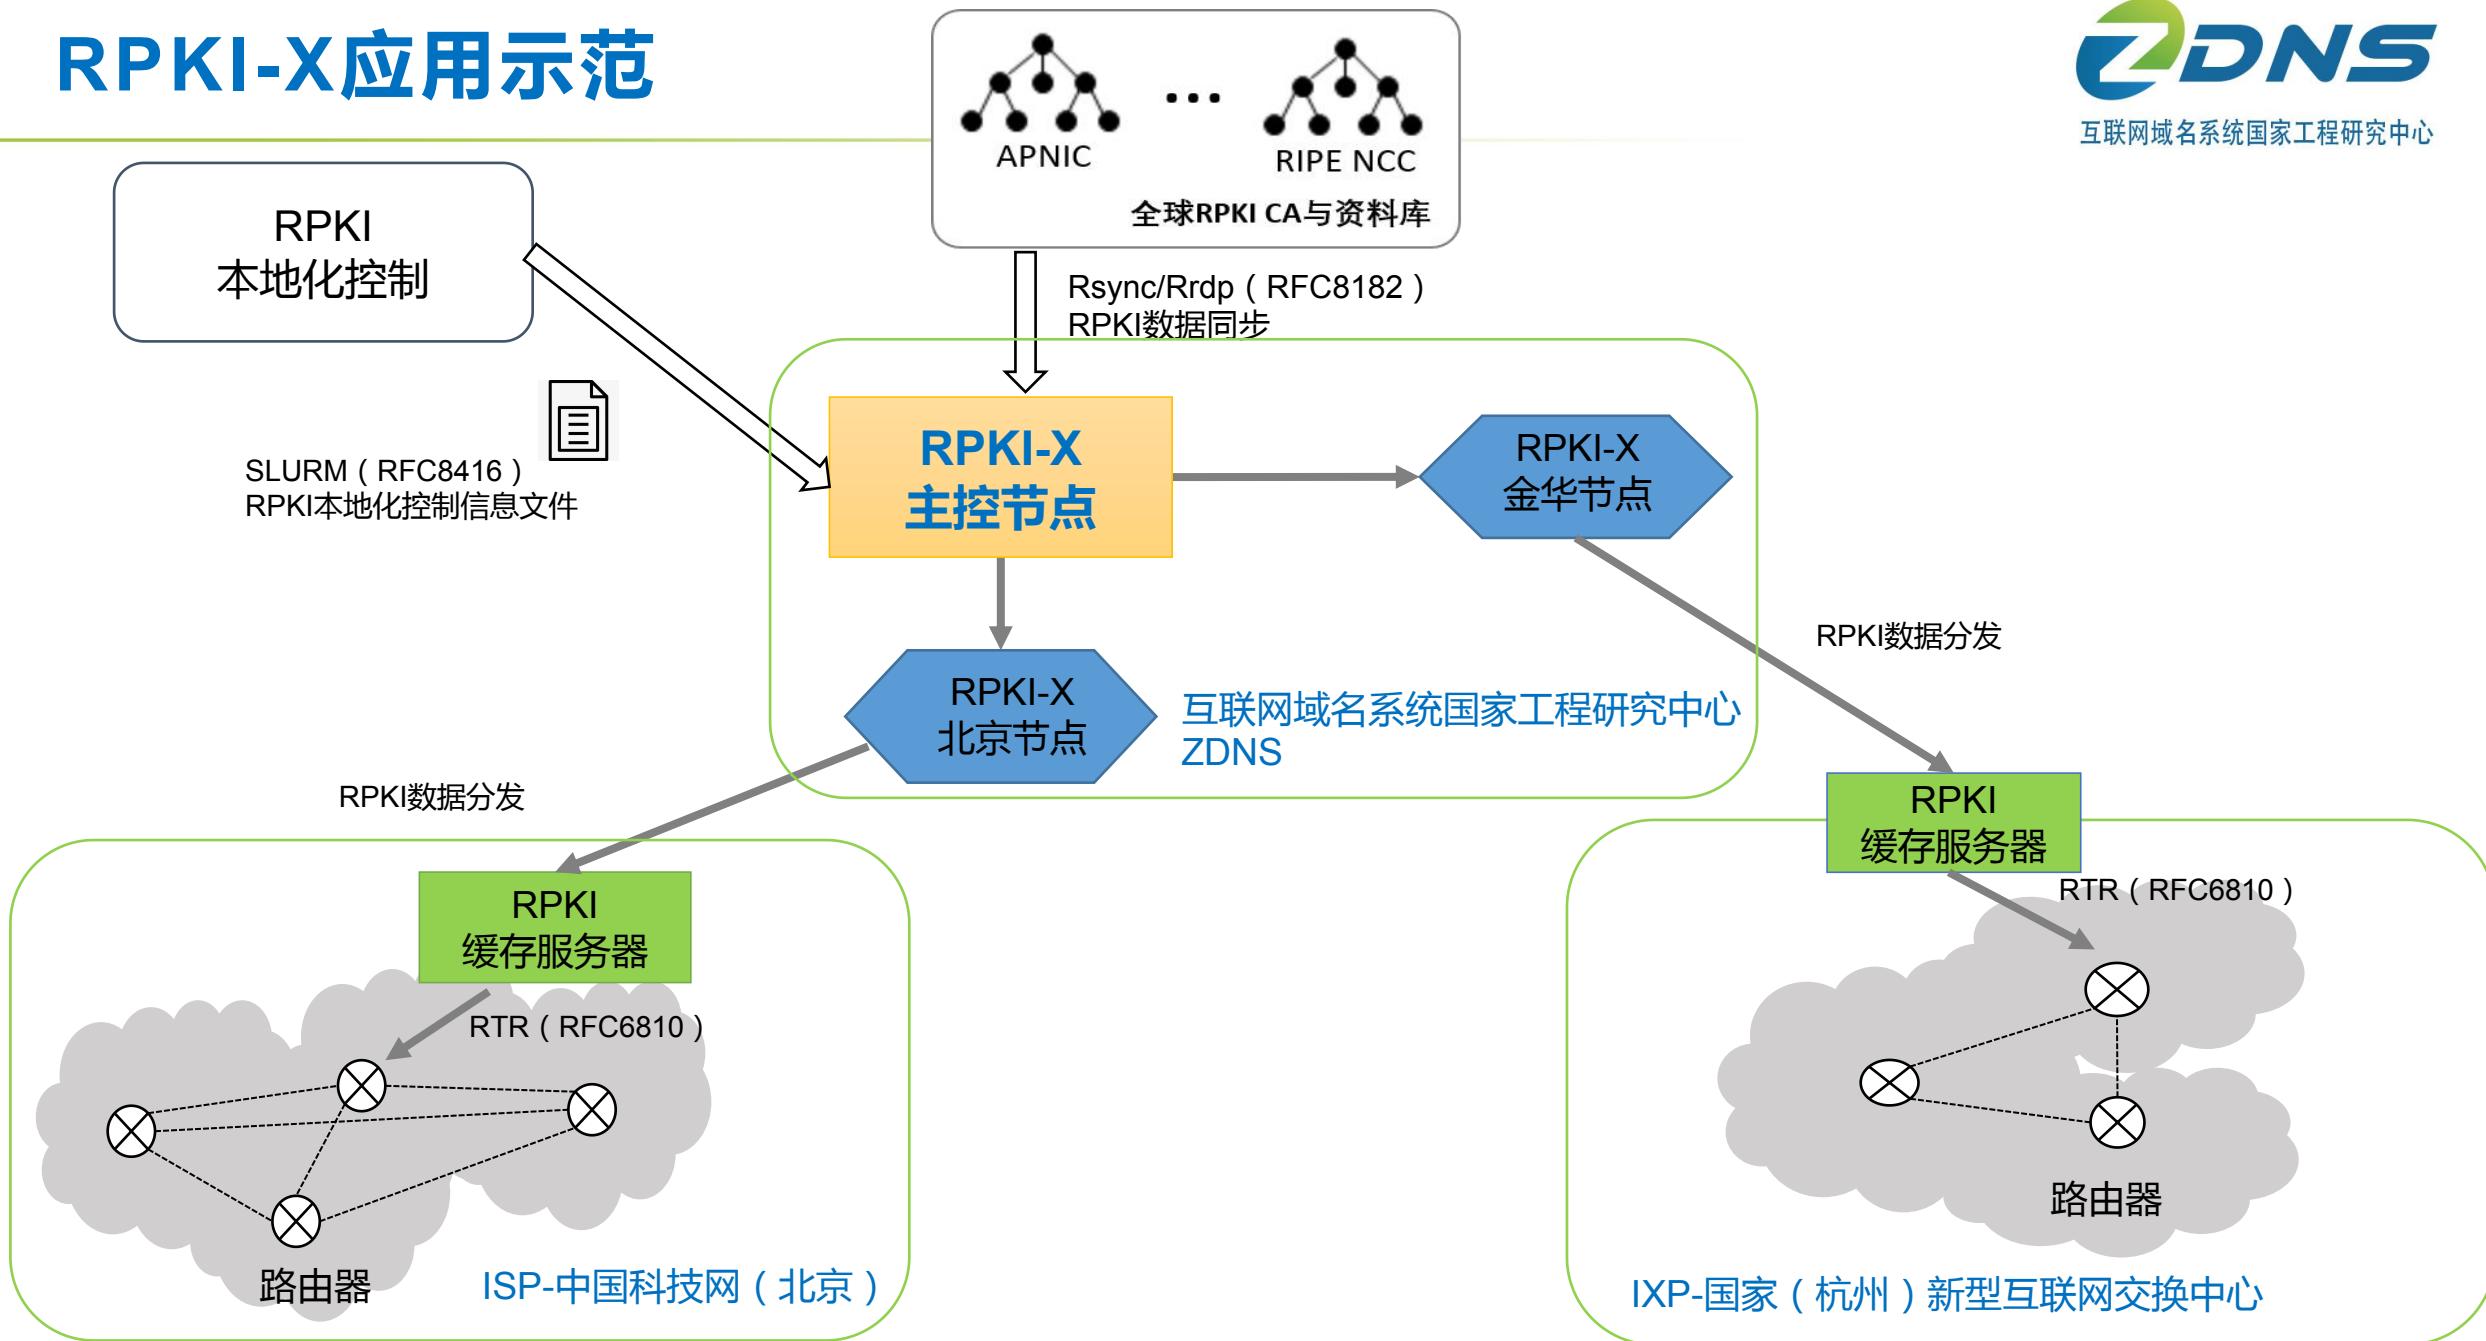 RPKI-X应用示范
ZDNS
互联网域名系统国家工程研究中心
APNIC
...
RIPE NCC
全球RPKI CA与资料库
RPKI
本地化控制
Rsync/Rrdp（RFC8182）
RPKI数据同步
SLURM（RFC8416）
RPKI本地化控制信息文件
RPKI-X
主控节点
RPKI-X
金华节点
RPKI数据分发
RPKI-X
北京节点
互联网域名系统国家工程研究中心
ZDNS
RPKI数据分发
RPKI
缓存服务器
RTR（RFC6810）
RPKI
缓存服务器
RTR（RFC6810）
路由器
路由器
ISP-中国科技网（北京）
IXP-国家（杭州）新型互联网交换中心